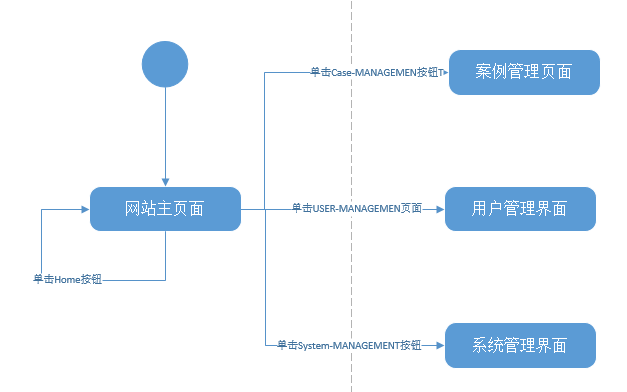 单击Case-MANAGEMEN按钮T
案例管理页面
网站主页面
单击USER-MANAGEMEN页面
用户管理界面
单击Home按钮
单击System-MANAGEMENT按钮
系统管理界面